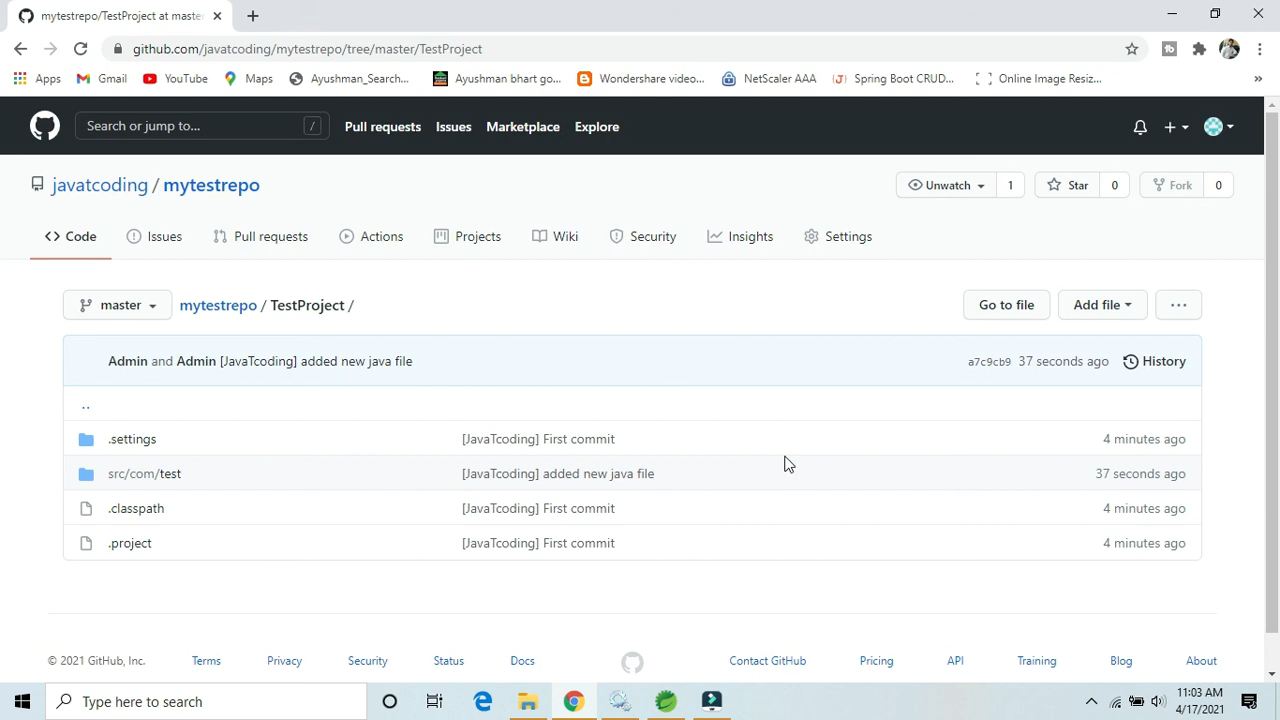 mytestrepo/TestProject at maste
github.com/javatcoding/mytestrepo/tree/master/TestProject
Apps Gmail YouTube Maps Ayushman_Search... Ayushman bhart go... Wondershare video... NetScaler AAA Spring Boot CRUD... Online Image Resiz... »
Search or jump to... / Pull requests Issues Marketplace Explore
javatcoding / mytestrepo Unwatch 1 Star 0 Fork 0
Code Issues Pull requests Actions Projects Wiki Security Insights Settings
master mytestrepo / TestProject / Go to file Add file ...
Admin and Admin [JavaTcoding] added new java file a7c9cb9 37 seconds ago History
..
.settings [JavaTcoding] First commit 4 minutes ago
src/com/test [JavaTcoding] added new java file 37 seconds ago
.classpath [JavaTcoding] First commit 4 minutes ago
.project [JavaTcoding] First commit 4 minutes ago
© 2021 GitHub, Inc. Terms Privacy Security Status Docs Contact GitHub Pricing API Training Blog About
Type here to search
11:03 AM
4/17/2021